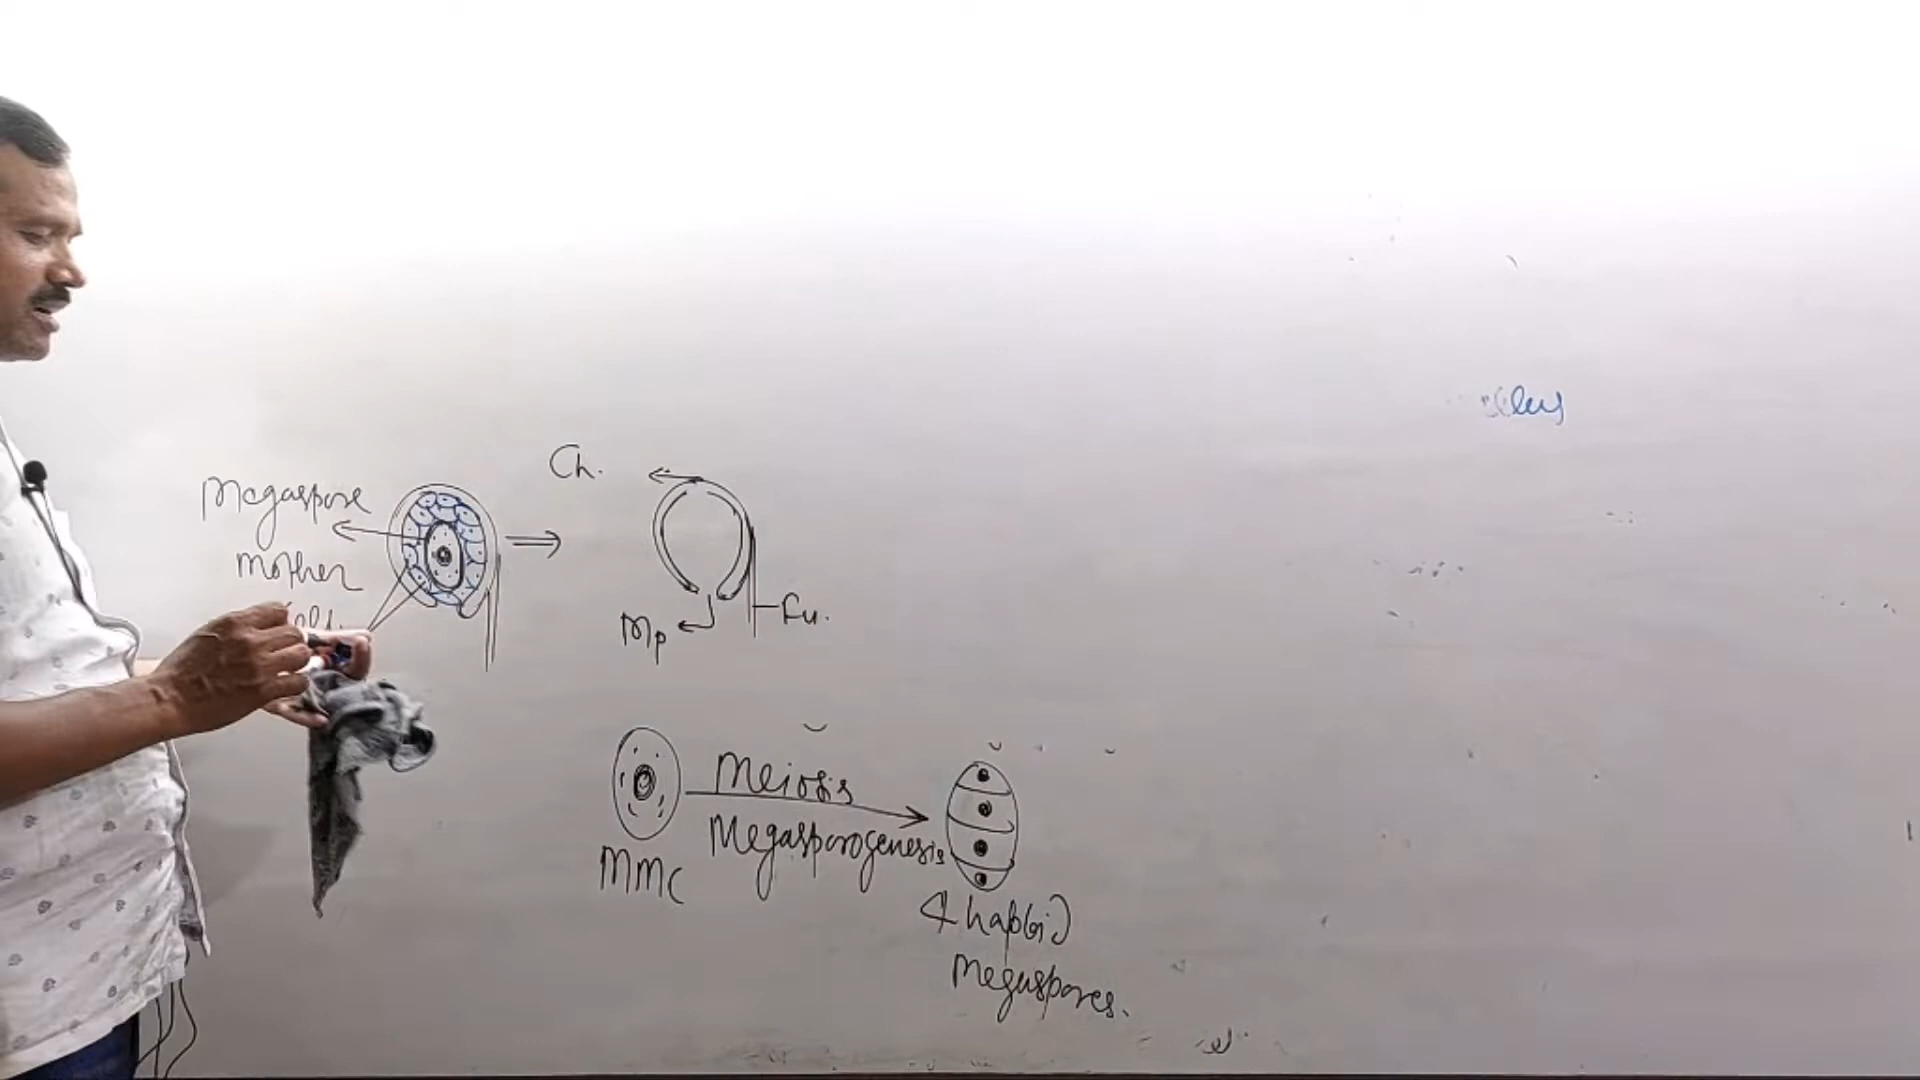 Ch.
Megaspore
mother
Mp
Fu.
Meiosis
Megasporogenesis
MMC
4 haploid
Megaspores.